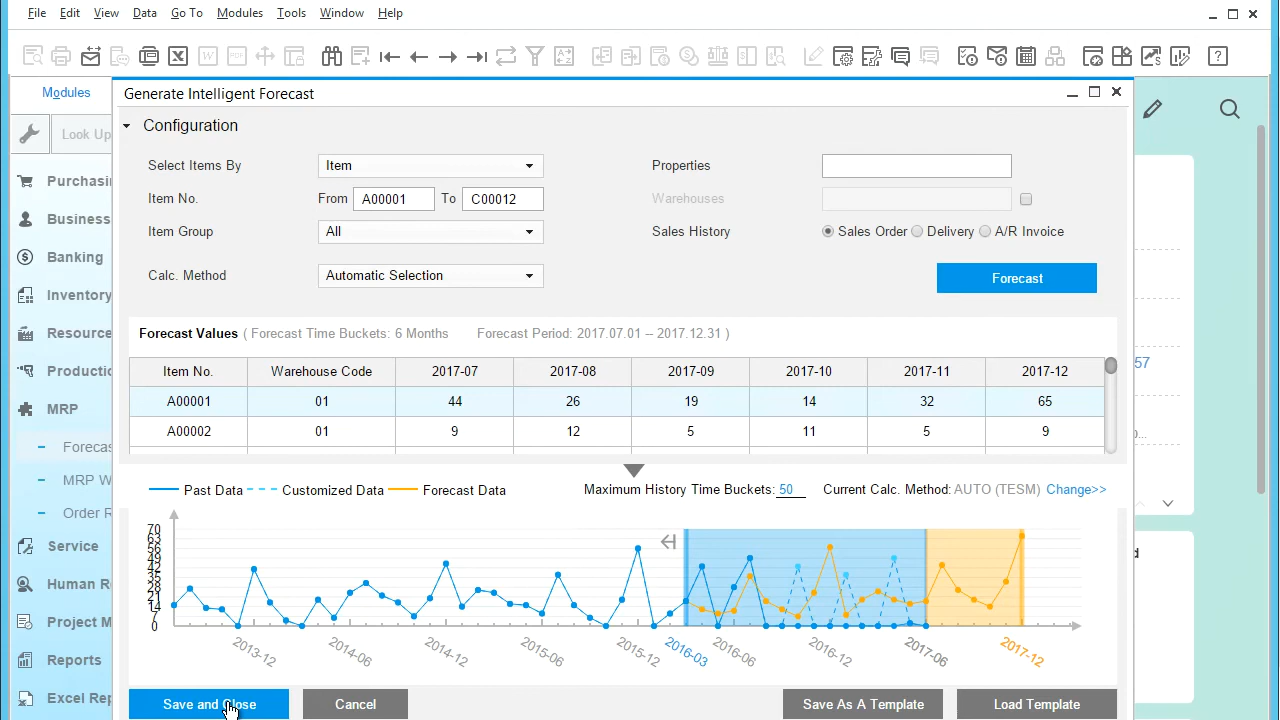 File Edit View Data Go To Modules Tools Window Help
Modules
Generate Intelligent Forecast
Look Up
Configuration
Select Items By Item Properties
Item No. From A00001 To C00012 Warehouses
Item Group All Sales History Sales Order Delivery A/R Invoice
Calc. Method Automatic Selection Forecast
Purchasi
Business
Banking
Inventory
Resource
Productio
MRP
Forecas
MRP W
Order R
Service
Human R
Project M
Reports
Excel Rep
Forecast Values ( Forecast Time Buckets: 6 Months Forecast Period: 2017.07.01 – 2017.12.31 )
Item No. Warehouse Code 2017-07 2017-08 2017-09 2017-10 2017-11 2017-12
A00001 01 44 26 19 14 32 65
A00002 01 9 12 5 11 5 9
57
Past Data Customized Data Forecast Data Maximum History Time Buckets: 50 Current Calc. Method: AUTO (TESM) Change>>
70
63
56
49
42
35
28
14
0
2013-12 2014-06 2014-12 2015-06 2015-12 2016-03 2016-06 2016-12 2017-06 2017-12
Save and Close Cancel Save As A Template Load Template